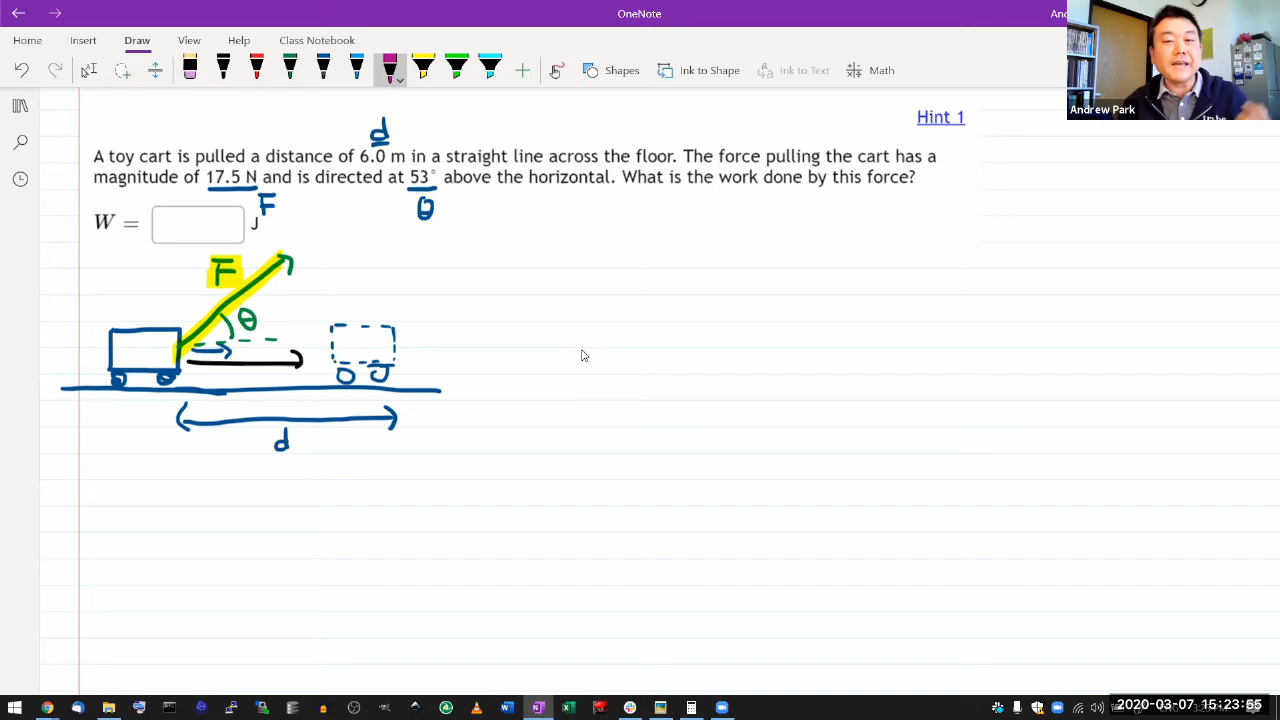 OneNote
An
Home Insert Draw View Help Class Notebook
Shapes Ink to Shape Ink to Text Math
Andrew Park
Hint 1
d
A toy cart is pulled a distance of 6.0 m in a straight line across the floor. The force pulling the cart has a
magnitude of 17.5 N and is directed at 53° above the horizontal. What is the work done by this force?
F
θ
W = J
F
θ
d
2020-03-07 15:23:55